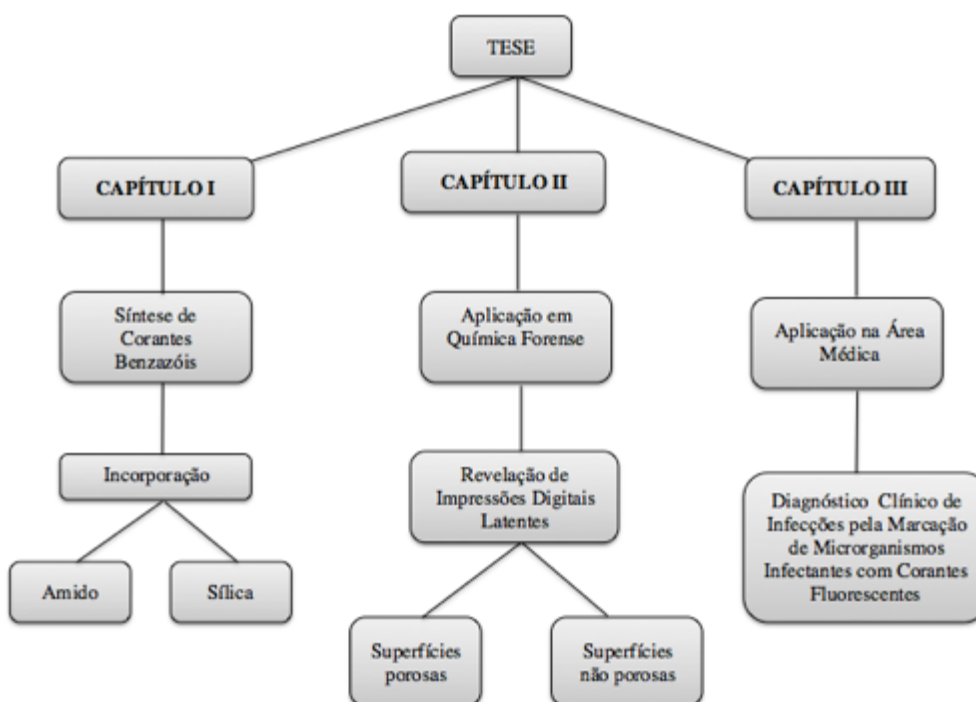 TESE
CAPÍTULO I
CAPÍTULO II
CAPÍTULO III
Síntese de
Corantes
Benzazóis
Aplicação em
Química Forense
Aplicação na Área
Médica
Incorporação
Revelação de
Impressões Digitais
Latentes
Diagnóstico Clínico de
Infecções pela Marcação
de Microrganismos
Infectantes com Corantes
Fluorescentes
Amido
Sílica
Superfícies
porosas
Superfícies
não porosas